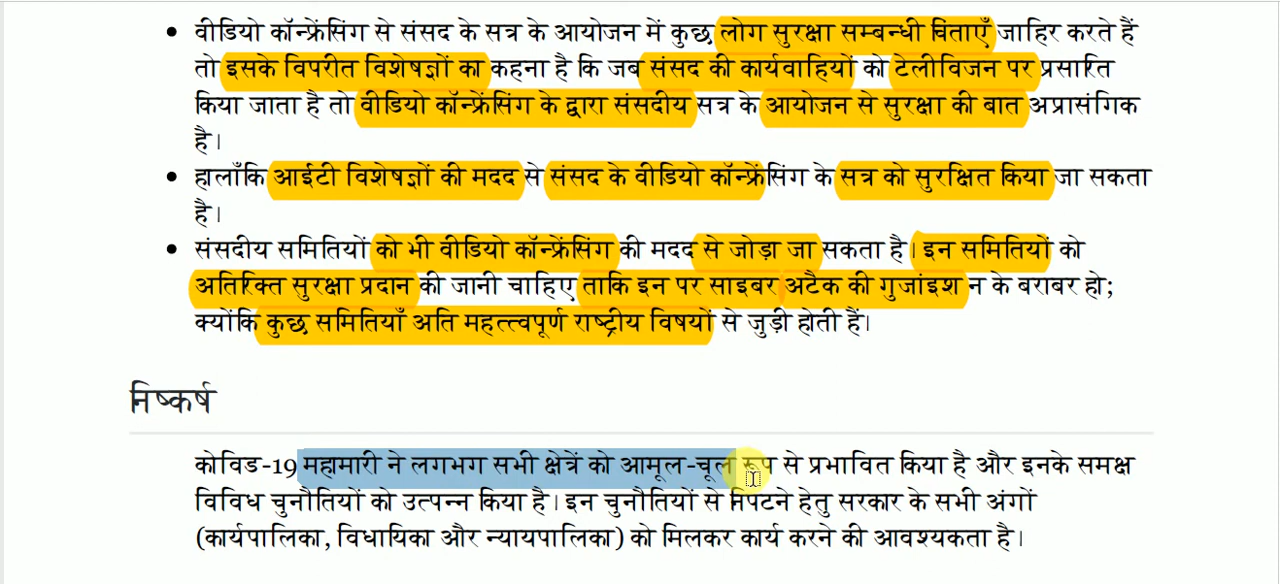 • वीडियो कॉन्फ्रेंसिंग से संसद के सत्र के आयोजन में कुछ लोग सुरक्षा सम्बन्धी चिंताएँ जाहिर करते हैं
तो इसके विपरीत विशेषज्ञों का कहना है कि जब संसद की कार्यवाहियों को टेलीविजन पर प्रसारित
किया जाता है तो वीडियो कॉन्फ्रेंसिंग के द्वारा संसदीय सत्र के आयोजन से सुरक्षा की बात अप्रासंगिक
है।
• हालाँकि आईटी विशेषज्ञों की मदद से संसद के वीडियो कॉन्फ्रेंसिंग के सत्र को सुरक्षित किया जा सकता
है।
• संसदीय समितियों को भी वीडियो कॉन्फ्रेंसिंग की मदद से जोड़ा जा सकता है। इन समितियों को
अतिरिक्त सुरक्षा प्रदान की जानी चाहिए ताकि इन पर साइबर अटैक की गुजांइश न के बराबर हो;
क्योंकि कुछ समितियाँ अति महत्त्वपूर्ण राष्ट्रीय विषयों से जुड़ी होती हैं।
निष्कर्ष
कोविड-19 महामारी ने लगभग सभी क्षेत्रें को आमूल-चूल रूप से प्रभावित किया है और इनके समक्ष
विविध चुनौतियों को उत्पन्न किया है। इन चुनौतियों से निपटने हेतु सरकार के सभी अंगों
(कार्यपालिका, विधायिका और न्यायपालिका) को मिलकर कार्य करने की आवश्यकता है।